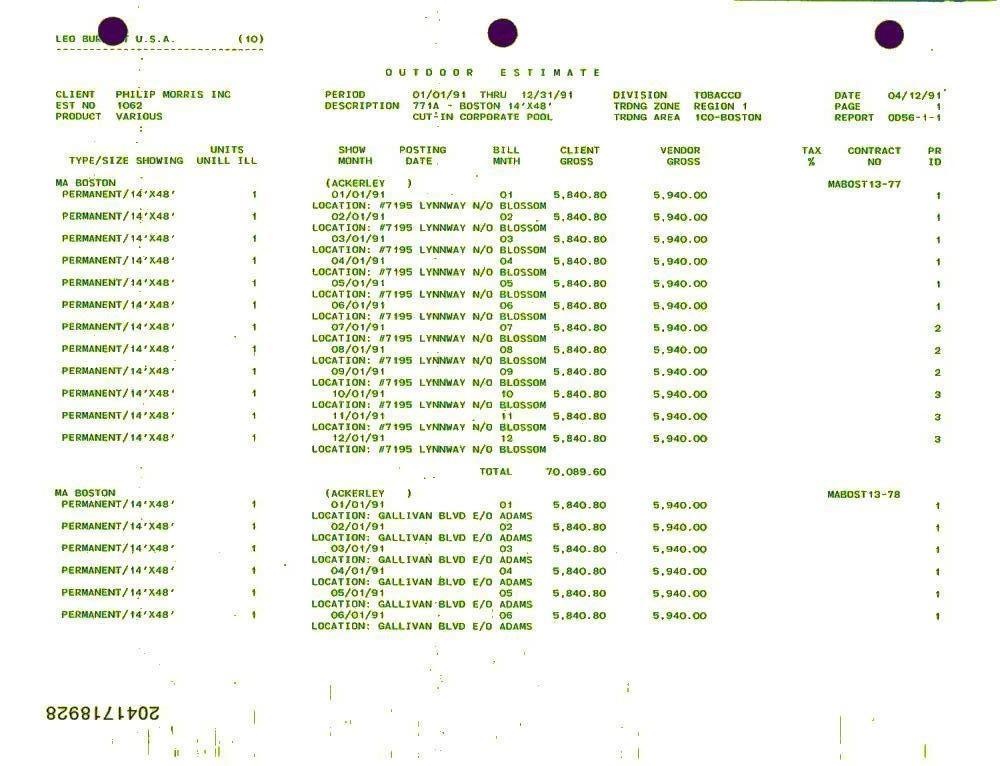 LEO BU T U.S.A. (10)
OUTDOOR ESTIMATE
CLIENT PHILIP MORRIS INC PERIOD 01/01/91 THRU 12/31/91 DIVISION TOBACCO DATE 04/12/91
EST NO 1062 DESCRIPTION 771A - BOSTON 14'X48' TRDNG ZONE REGION 1 PAGE 1
PRODUCT VARIOUS CUT-IN CORPORATE POOL TRDNG AREA 1CO-BOSTON REPORT OD56-1-1
UNITS SHOW POSTING BILL CLIENT VENDOR TAX CONTRACT PR
TYPE/SIZE SHOWING UNILL ILL MONTH DATE MNTH GROSS GROSS % NO ID
MA BOSTON (ACKERLEY ) MABOST13-77
PERMANENT/14'X48' 1 01/01/91 01 5,840.80 5,940.00 1
LOCATION: #7195 LYNNWAY N/O BLOSSOM
PERMANENT/14'X48' 1 02/01/91 02 5,840.80 5,940.00 1
LOCATION: #7195 LYNNWAY N/O BLOSSOM
PERMANENT/14'X48' 1 03/01/91 03 5,840.80 5,940.00 1
LOCATION: #7195 LYNNWAY N/O BLOSSOM
PERMANENT/14'X48' 1 04/01/91 04 5,840.80 5,940.00 1
LOCATION: #7195 LYNNWAY N/O BLOSSOM
PERMANENT/14'X48' 1 05/01/91 05 5,840.80 5,940.00 1
LOCATION: #7195 LYNNWAY N/O BLOSSOM
PERMANENT/14'X48' 1 06/01/91 06 5,840.80 5,940.00 1
LOCATION: #7195 LYNNWAY N/O BLOSSOM
PERMANENT/14'X48' 1 07/01/91 07 5,840.80 5,940.00 2
LOCATION: #7195 LYNNWAY N/O BLOSSOM
PERMANENT/14'X48' 1 08/01/91 08 5,840.80 5,940.00 2
LOCATION: #7195 LYNNWAY N/O BLOSSOM
PERMANENT/14'X48' 1 09/01/91 09 5,840.80 5,940.00 2
LOCATION: #7195 LYNNWAY N/O BLOSSOM
PERMANENT/14'X48' 1 10/01/91 10 5,840.80 5,940.00 3
LOCATION: #7195 LYNNWAY N/O BLOSSOM
PERMANENT/14'X48' 1 11/01/91 11 5,840.80 5,940.00 3
LOCATION: #7195 LYNNWAY N/O BLOSSOM
PERMANENT/14'X48' 1 12/01/91 12 5,840.80 5,940.00 3
LOCATION: #7195 LYNNWAY N/O BLOSSOM
TOTAL 70,089.60
MA BOSTON (ACKERLEY ) MABOST13-78
PERMANENT/14'X48' 1 01/01/91 01 5,840.80 5,940.00 1
LOCATION: GALLIVAN BLVD E/O ADAMS
PERMANENT/14'X48' 1 02/01/91 02 5,840.80 5,940.00 1
LOCATION: GALLIVAN BLVD E/O ADAMS
PERMANENT/14'X48' 1 03/01/91 03 5,840.80 5,940.00 1
LOCATION: GALLIVAN BLVD E/O ADAMS
PERMANENT/14'X48' 1 04/01/91 04 5,840.80 5,940.00 1
LOCATION: GALLIVAN BLVD E/O ADAMS
PERMANENT/14'X48' 1 05/01/91 05 5,840.80 5,940.00 1
LOCATION: GALLIVAN BLVD E/O ADAMS
PERMANENT/14'X48' 1 06/01/91 06 5,840.80 5,940.00 1
LOCATION: GALLIVAN BLVD E/O ADAMS
2041718928